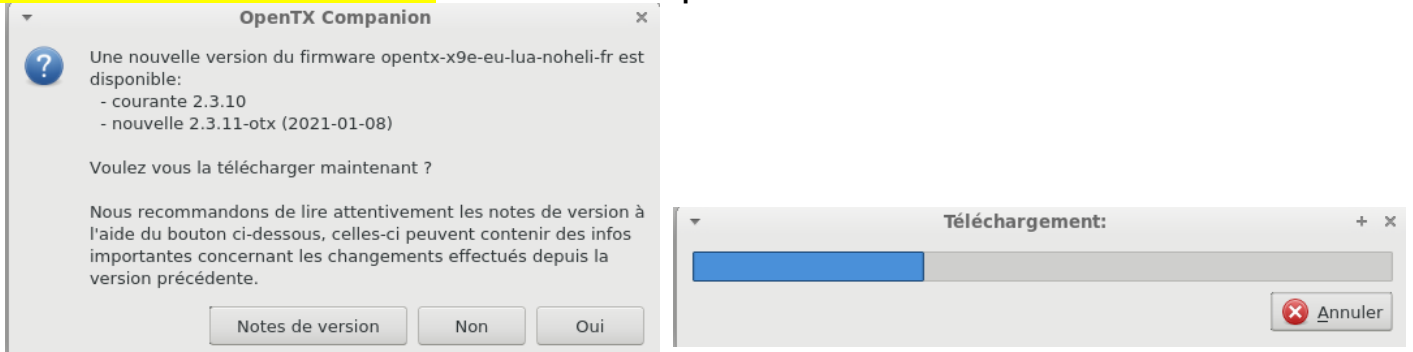 OpenTX Companion
Une nouvelle version du firmware opentx-x9e-eu-lua-noheli-fr est
disponible:
- courante 2.3.10
- nouvelle 2.3.11-otx (2021-01-08)
Voulez vous la télécharger maintenant ?
Nous recommandons de lire attentivement les notes de version à
l'aide du bouton ci-dessous, celles-ci peuvent contenir des infos
importantes concernant les changements effectués depuis la
version précédente.
Notes de version Non Oui
Téléchargement:
Annuler